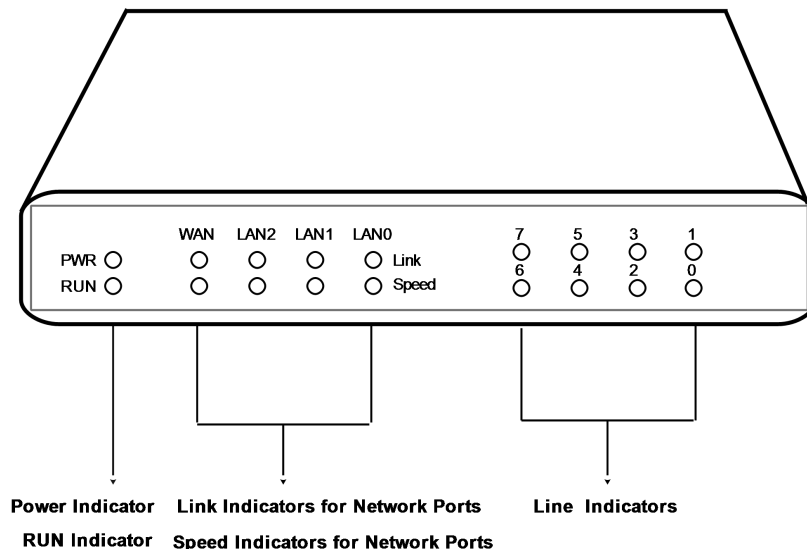 WAN LAN2 LAN1 LAN0 7 5 3 1
PWR Link
RUN Speed 6 4 2 0
Power Indicator Link Indicators for Network Ports Line Indicators
RUN Indicator Speed Indicators for Network Ports